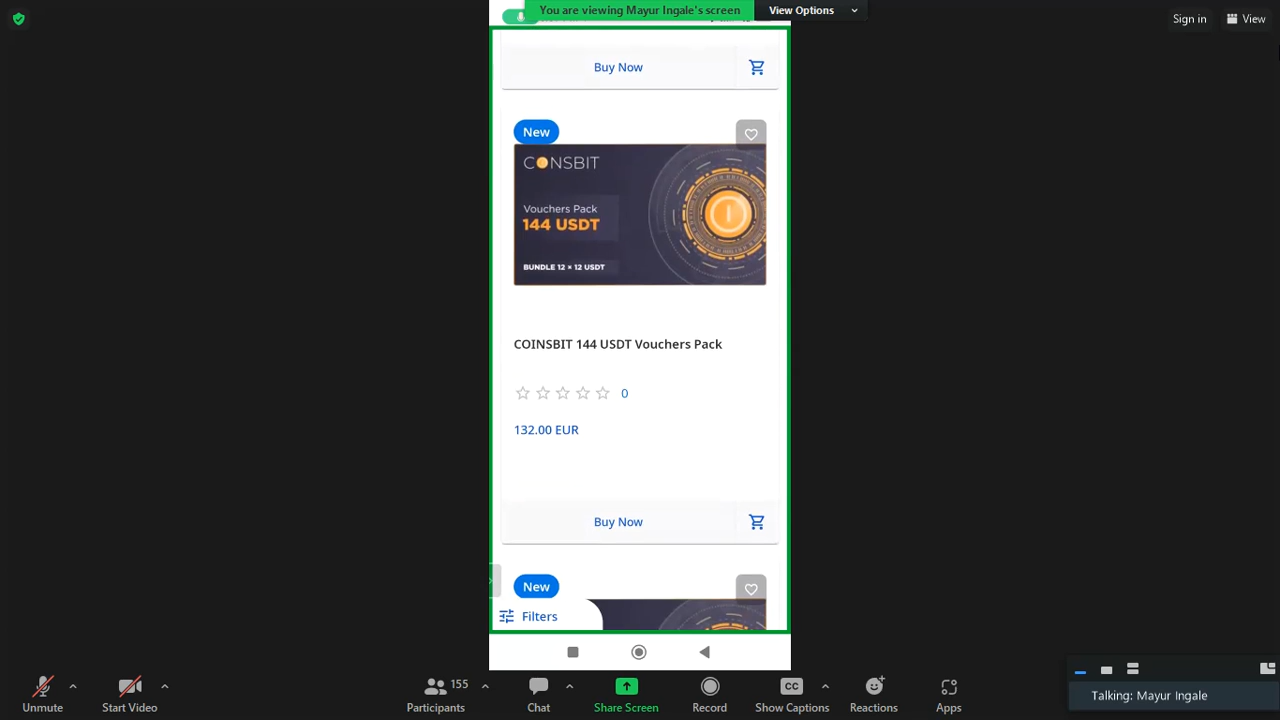 You are viewing Mayur Ingale's screen
View Options
Sign in
View
Buy Now
New
CONSBIT
Vouchers Pack
144 USDT
BUNDLE 12 × 12 USDT
COINSBIT 144 USDT Vouchers Pack
0
132.00 EUR
Buy Now
New
Filters
Unmute
Start Video
155
Participants
Chat
Share Screen
Record
CC
Show Captions
Reactions
Apps
Talking: Mayur Ingale